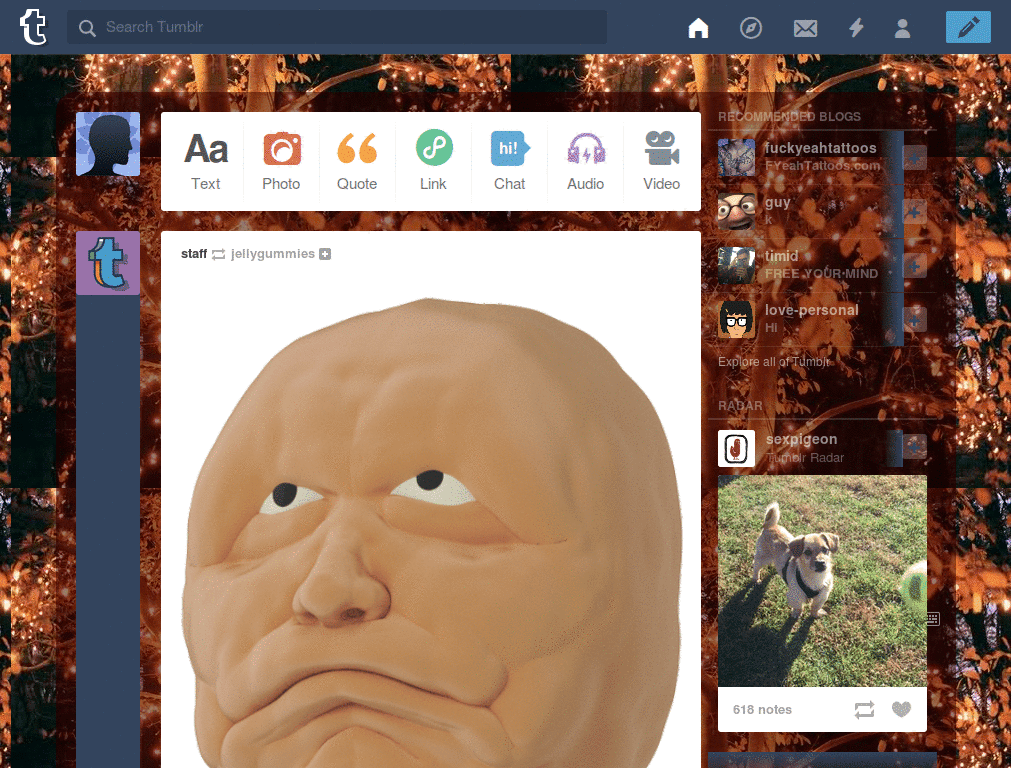 Search Tumblr
Aa
hi!
Text
Photo
Quote
Link
Chat
Audio
Video
staff jellygummies
RECOMMENDED BLOGS
fuckyeahtattoos
FYeahTattoos.com
guy
k
timid
FREE YOUR MIND
love-personal
Hi
Explore all of Tumblr
RADAR
sexpigeon
Tumblr Radar
618 notes